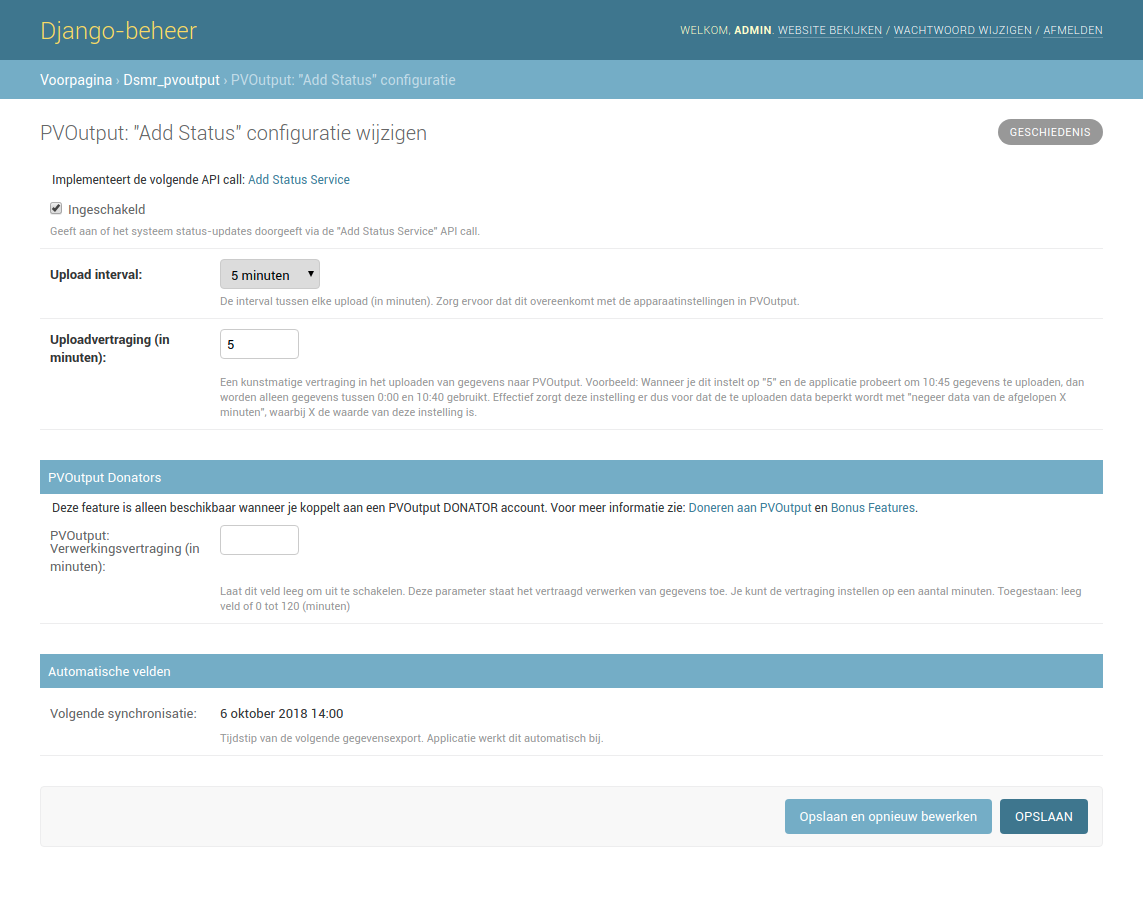 Django-beheer
WELKOM, ADMIN. WEBSITE BEKIJKEN / WACHTWOORD WIJZIGEN / AFMELDEN
Voorpagina › Dsmr_pvoutput › PVOutput: "Add Status" configuratie
PVOutput: "Add Status" configuratie wijzigen
GESCHIEDENIS
Implementeert de volgende API call: Add Status Service
Ingeschakeld
Geeft aan of het systeem status-updates doorgeeft via de "Add Status Service" API call.
Upload interval:
5 minuten
De interval tussen elke upload (in minuten). Zorg ervoor dat dit overeenkomt met de apparaatinstellingen in PVOutput.
Uploadvertraging (in
minuten):
5
Een kunstmatige vertraging in het uploaden van gegevens naar PVOutput. Voorbeeld: Wanneer je dit instelt op "5" en de applicatie probeert om 10:45 gegevens te uploaden, dan
worden alleen gegevens tussen 0:00 en 10:40 gebruikt. Effectief zorgt deze instelling er dus voor dat de te uploaden data beperkt wordt met "negeer data van de afgelopen X
minuten", waarbij X de waarde van deze instelling is.
PVOutput Donators
Deze feature is alleen beschikbaar wanneer je koppelt aan een PVOutput DONATOR account. Voor meer informatie zie: Doneren aan PVOutput en Bonus Features.
PVOutput:
Verwerkingsvertraging (in
minuten):
Laat dit veld leeg om uit te schakelen. Deze parameter staat het vertraagd verwerken van gegevens toe. Je kunt de vertraging instellen op een aantal minuten. Toegestaan: leeg
veld of 0 tot 120 (minuten)
Automatische velden
Volgende synchronisatie:
6 oktober 2018 14:00
Tijdstip van de volgende gegevensexport. Applicatie werkt dit automatisch bij.
Opslaan en opnieuw bewerken
OPSLAAN